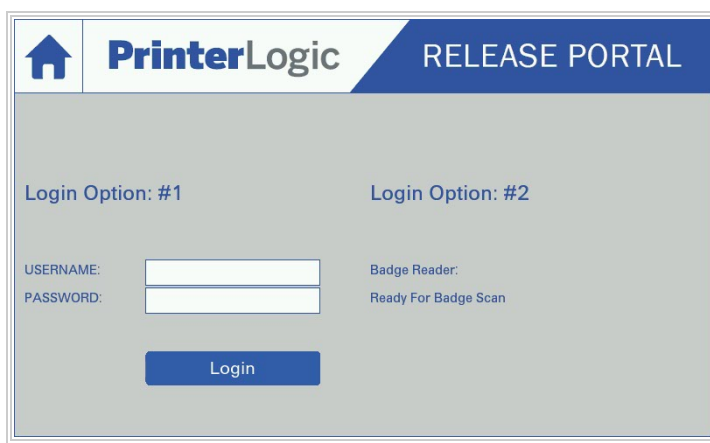 PrinterLogic RELEASE PORTAL
Login Option: #1
Login Option: #2
USERNAME:
Badge Reader:
PASSWORD:
Ready For Badge Scan
Login